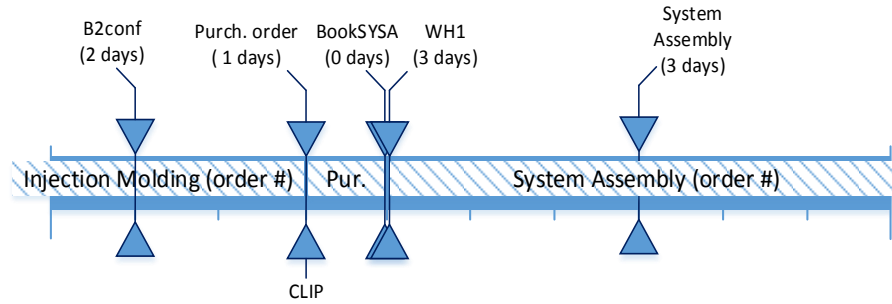 B2conf
(2 days)
Purch. order
( 1 days)
BookSYSA
(0 days)
WH1
(3 days)
System
Assembly
(3 days)
Injection Molding (order #)
Pur.
System Assembly (order #)
CLIP